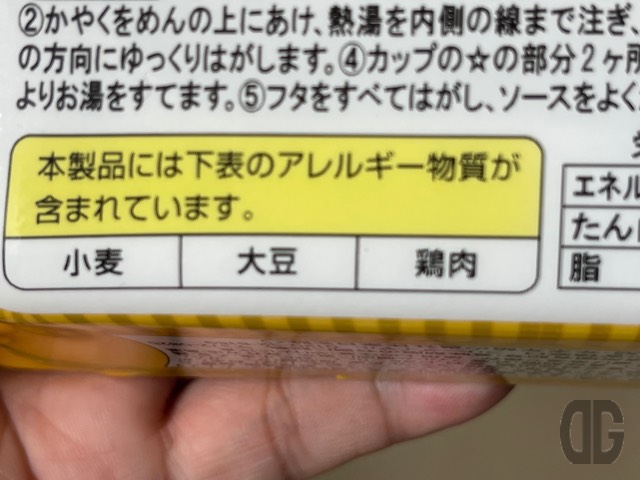 ②かやくをめんの上にあけ、熱湯を内側の線まで注ぎ、
の方向にゆっくりはがします。④カップの☆の部分2ヶ所
よりお湯をすてます。⑤フタをすべてはがし、ソースをよく
本製品には下表のアレルギー物質が
含まれています。
小麦 大豆 鶏肉
エネル
たん
脂
DG